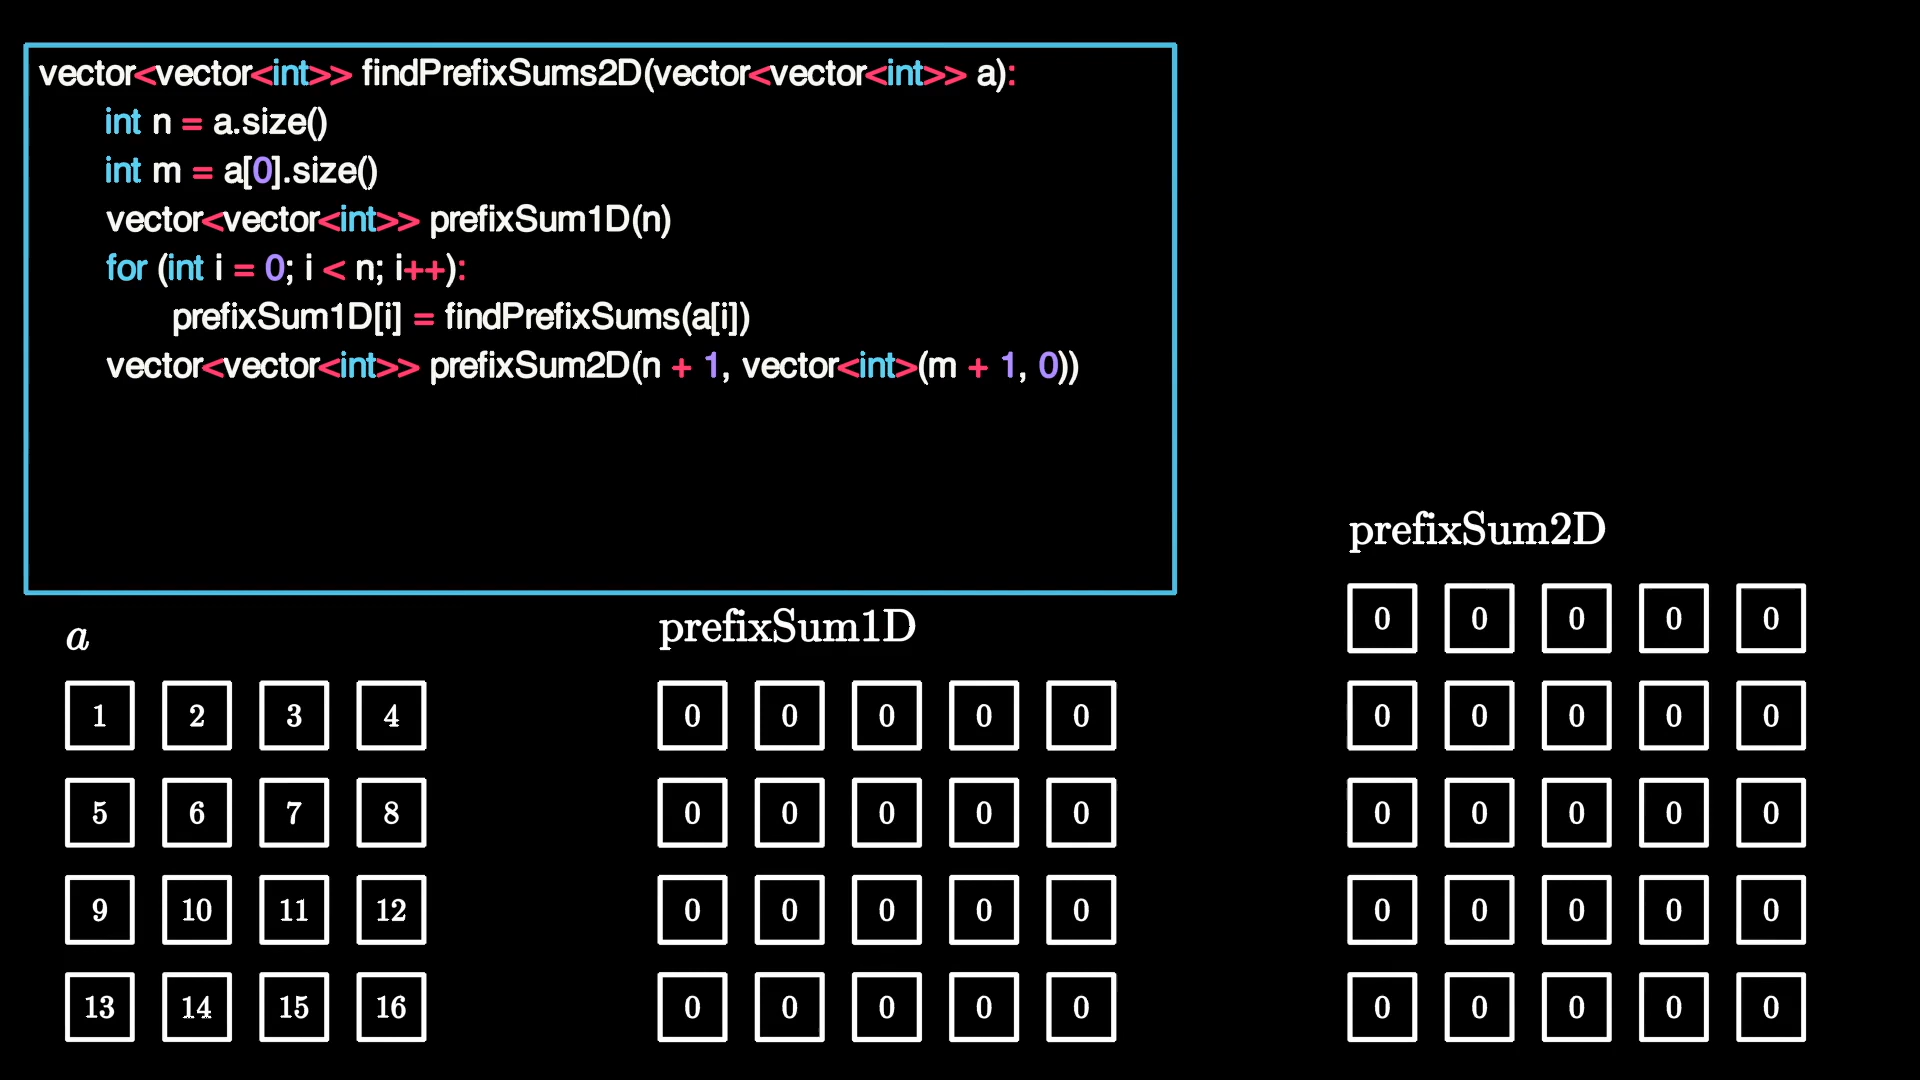 vector<vector<int>> findPrefixSums2D(vector<vector<int>> a):
int n = a.size()
int m = a[0].size()
vector<vector<int>> prefixSum1D(n)
for (int i = 0; i < n; i++):
prefixSum1D[i] = findPrefixSums(a[i])
vector<vector<int>> prefixSum2D(n + 1, vector<int>(m + 1, 0))
a
1 2 3 4
5 6 7 8
9 10 11 12
13 14 15 16
prefixSum1D
0 0 0 0 0
0 0 0 0 0
0 0 0 0 0
0 0 0 0 0
prefixSum2D
0 0 0 0 0
0 0 0 0 0
0 0 0 0 0
0 0 0 0 0
0 0 0 0 0